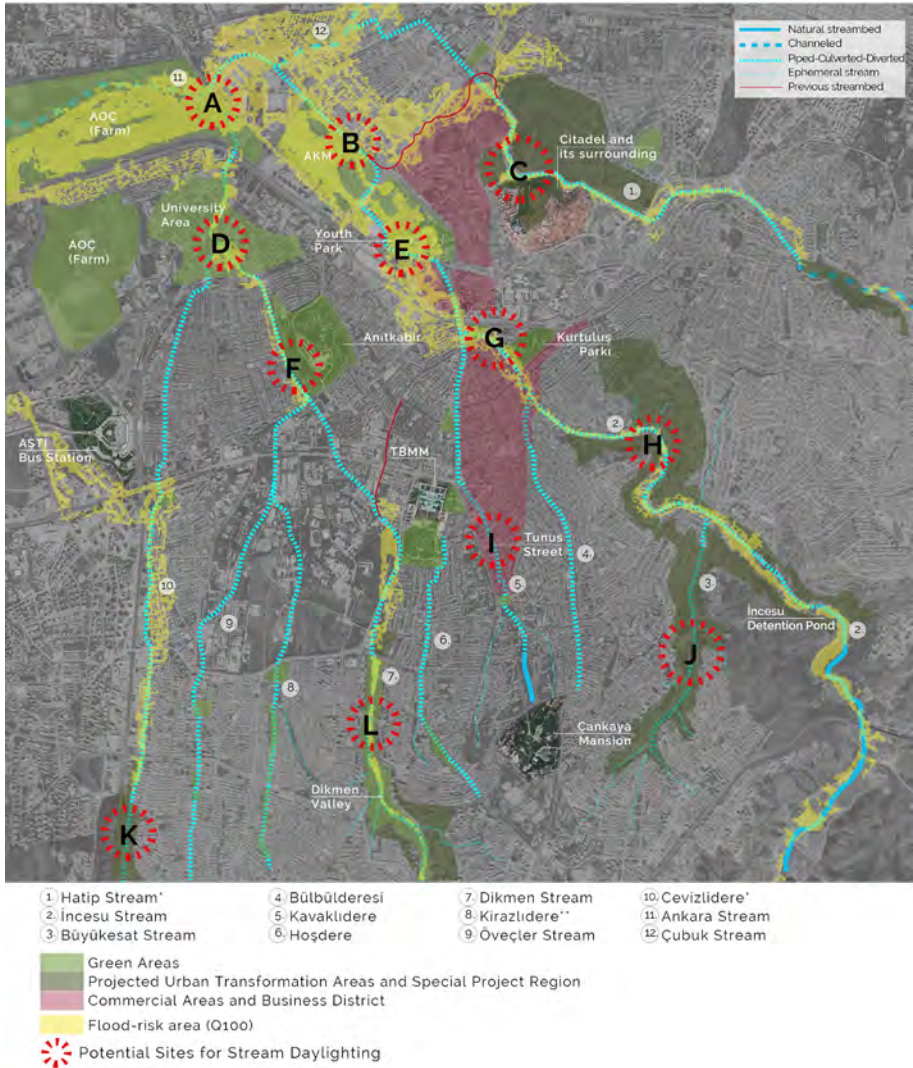 Natural streambed
Channeled
Piped-Culverted-Diverted
Ephemeral stream
Previous streambed
12.
11.
A
AOÇ
(Farm)
B
AKM
C
Citadel and
its surrounding
1.
University
Area
D
Youth
Park
E
AOÇ
(Farm)
Anıtkabir
F
G
Kurtuluş
Parkı
AŞTİ
Bus Station
TBMM
2.
H
I
Tunus
Street
4
10.
5
3.
İncesu
Detention Pond
2.
9
6.
J
8.
7.
L
Çankaya
Mansion
Dikmen
Valley
K
1. Hatip Stream*
2. İncesu Stream
3. Büyükesat Stream
4 Bülbülderesi
5. Kavaklıdere
6. Hoşdere
7. Dikmen Stream
8. Kirazlıdere**
9 Öveçler Stream
10. Cevizlidere*
11. Ankara Stream
12. Çubuk Stream
Green Areas
Projected Urban Transformation Areas and Special Project Region
Commercial Areas and Business District
Flood-risk area (Q100)
Potential Sites for Stream Daylighting